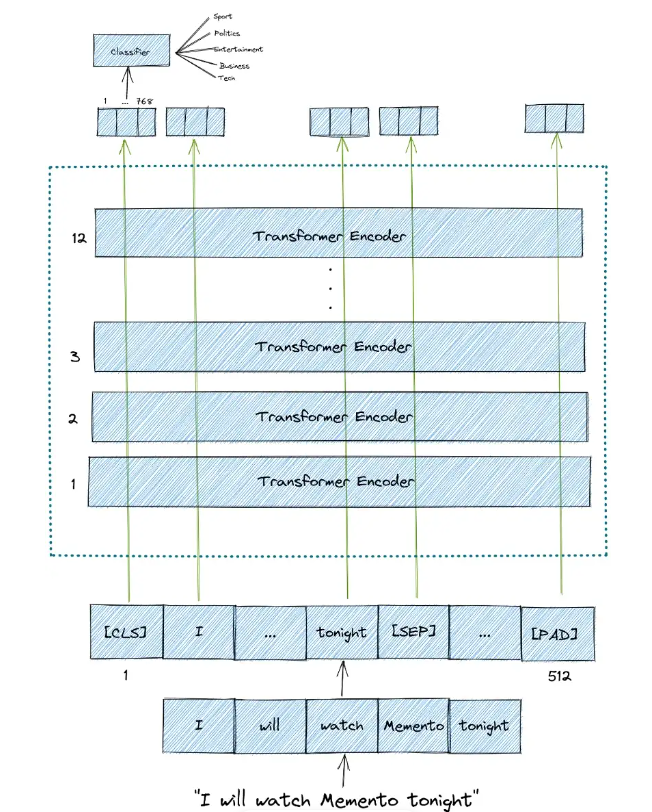 Sport
Politics
Classifier
Entertainment
Business
Tech
1 ... 768
12 Transformer Encoder
.
.
.
3 Transformer Encoder
2 Transformer Encoder
1 Transformer Encoder
[CLS] I ... tonight [SEP] ... [PAD]
1 512
I will watch Memento tonight
"I will watch Memento tonight"